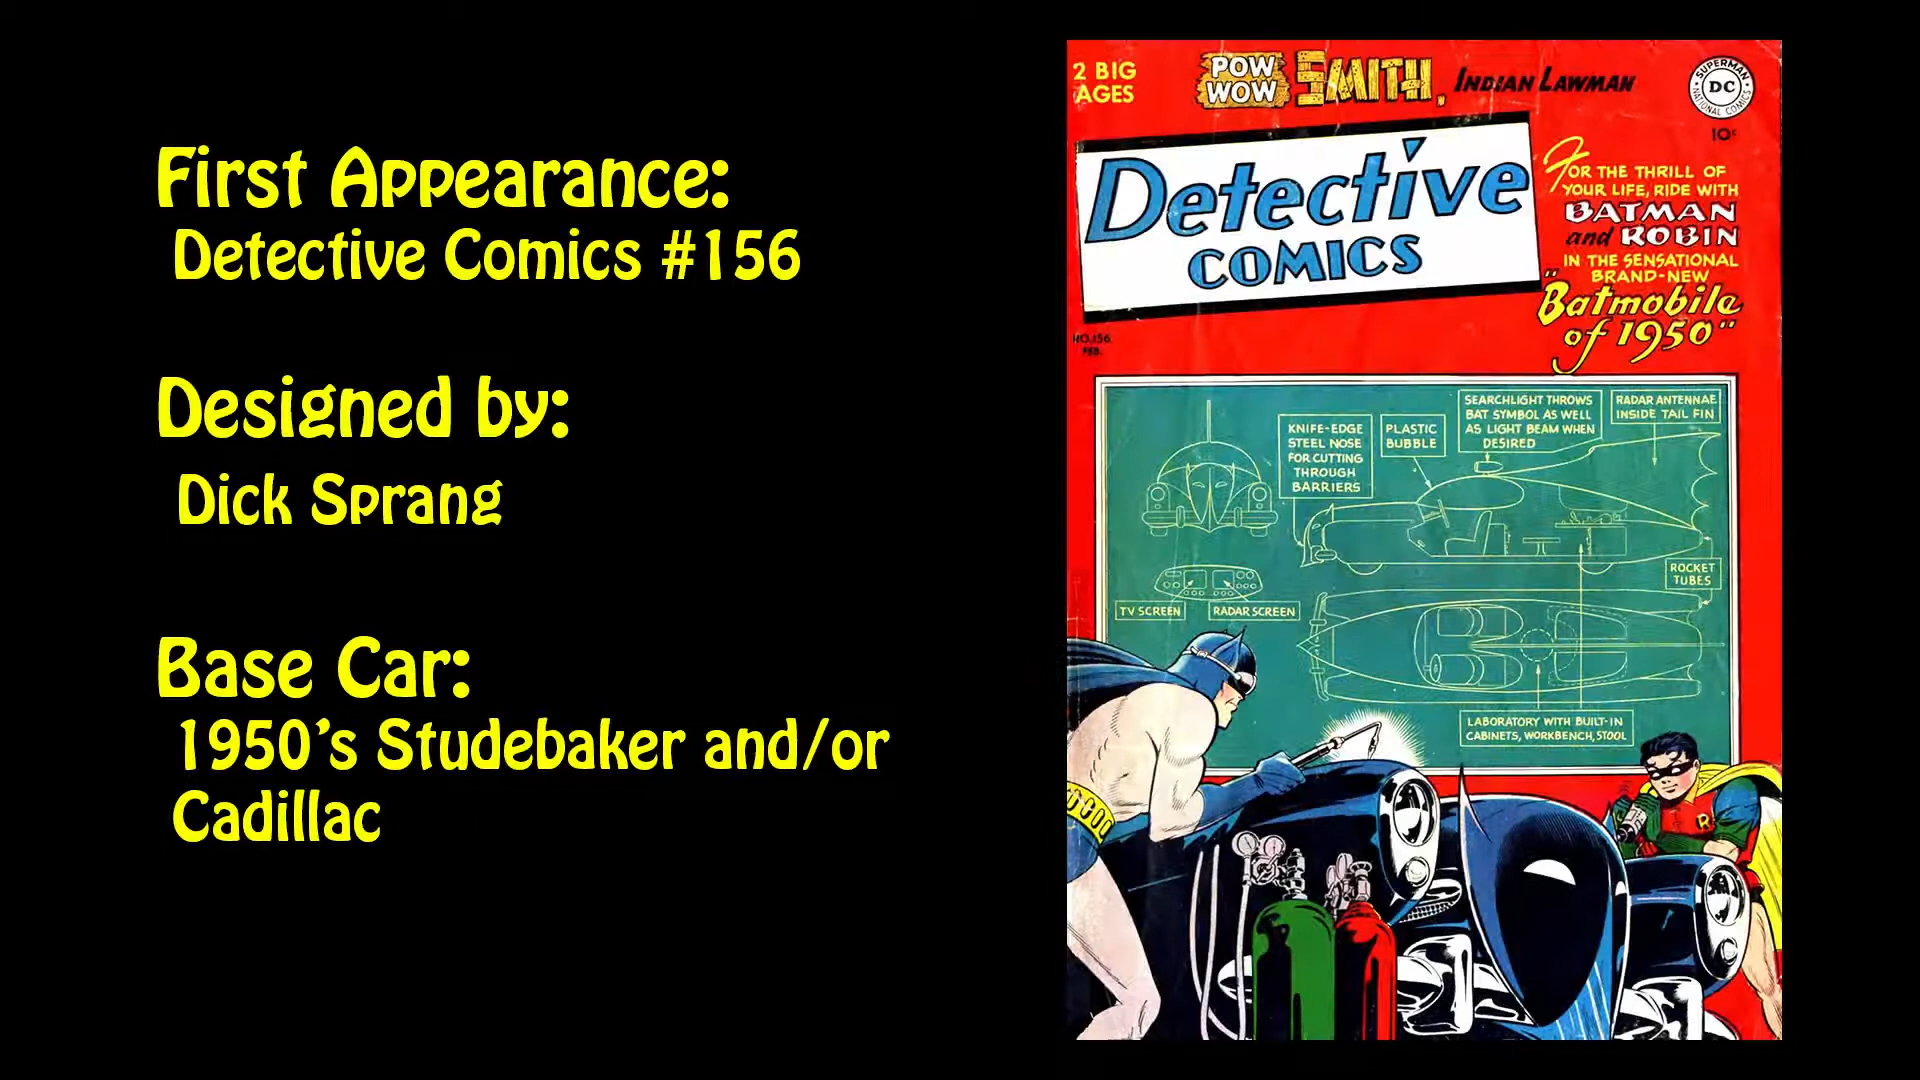 First Appearance:
Detective Comics #156
Designed by:
Dick Sprang
Base Car:
1950's Studebaker and/or
Cadillac
2 BIG
AGES
POW
WOW
SMITH, INDIAN LAWMAN
SUPERMAN
DC
NATIONAL COMICS
10¢
Detective
COMICS
FOR THE THRILL OF
YOUR LIFE, RIDE WITH
BATMAN
and ROBIN
IN THE SENSATIONAL
BRAND-NEW
"Batmobile
of 1950"
NO.156
FEB.
KNIFE-EDGE
STEEL NOSE
FOR CUTTING
THROUGH
BARRIERS
PLASTIC
BUBBLE
SEARCHLIGHT THROWS
BAT SYMBOL AS WELL
AS LIGHT BEAM WHEN
DESIRED
RADAR ANTENNAE
INSIDE TAIL FIN
ROCKET
TUBES
TV SCREEN
RADAR SCREEN
LABORATORY WITH BUILT-IN
CABINETS, WORKBENCH, STOOL
R